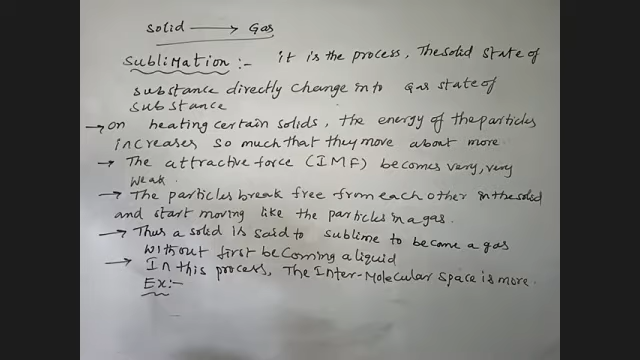 Solid ⟶ Gas
Sublimation :- it is the process, The solid state of
substance directly change in to Gas state of
substance
→ on heating certain solids, the energy of the particles
increases so much that they move about more.
→ The attractive force (IMF) becomes very, very
weak.
→ The particles break free from each other in the solid
and start moving like the particles in a gas.
→ Thus a solid is said to sublime to become a gas
without first becoming a liquid
→ In this process, The Inter-Molecular space is more.
Ex:-